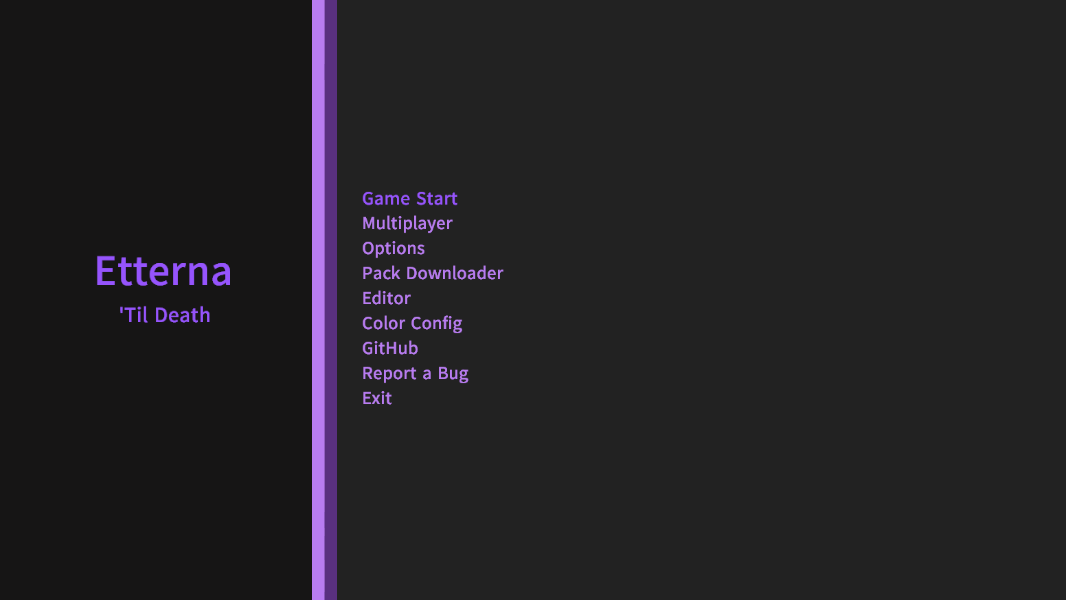 Etterna
'Til Death
Game Start
Multiplayer
Options
Pack Downloader
Editor
Color Config
GitHub
Report a Bug
Exit